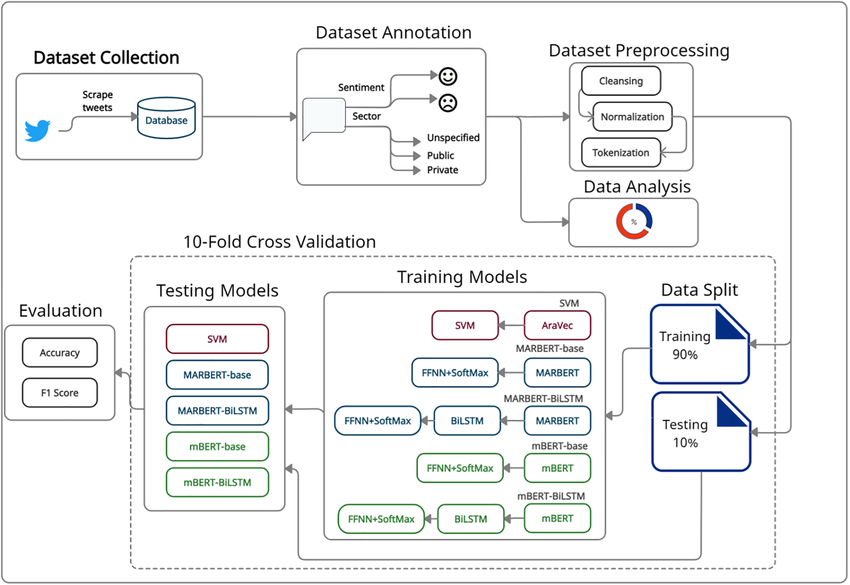 Dataset Collection
Scrape
tweets
Database
Dataset Annotation
Sentiment
Sector
Unspecified
Public
Private
Dataset Preprocessing
Cleansing
Normalization
Tokenization
Data Analysis
%
10-Fold Cross Validation
Evaluation
Accuracy
F1 Score
Testing Models
SVM
MARBERT-base
MARBERT-BiLSTM
mBERT-base
mBERT-BiLSTM
Training Models
SVM
SVM
AraVec
MARBERT-base
FFNN+SoftMax
MARBERT
MARBERT-BiLSTM
FFNN+SoftMax
BiLSTM
MARBERT
mBERT-base
FFNN+SoftMax
mBERT
mBERT-BiLSTM
FFNN+SoftMax
BiLSTM
mBERT
Data Split
Training
90%
Testing
10%